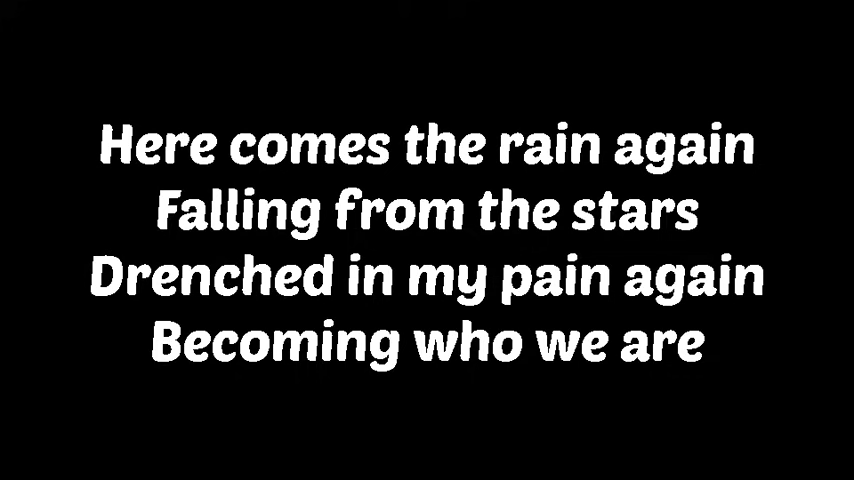 Here comes the rain again
Falling from the stars
Drenched in my pain again
Becoming who we are